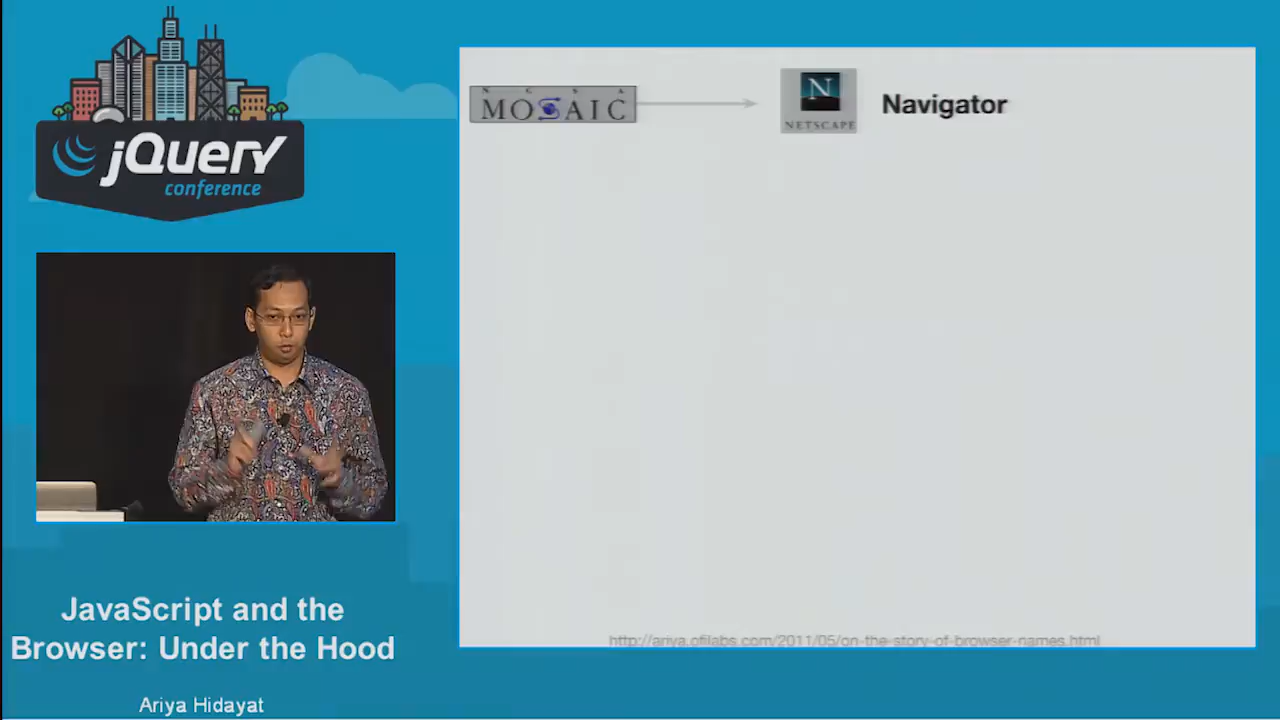 jQuery
conference
NCSA
MOSAIC
N
NETSCAPE
Navigator
http://ariya.ofilabs.com/2011/05/on-the-story-of-browser-names.html
JavaScript and the
Browser: Under the Hood
Ariya Hidayat